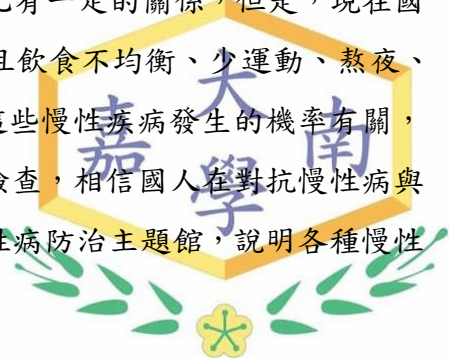 化有一定的關係，但是，現在國
且飲食不均衡、少運動、熬夜、
這些慢性疾病發生的機率有關，
檢查，相信國人在對抗慢性病與
性病防治主題館，說明各種慢性
大
嘉 南
學